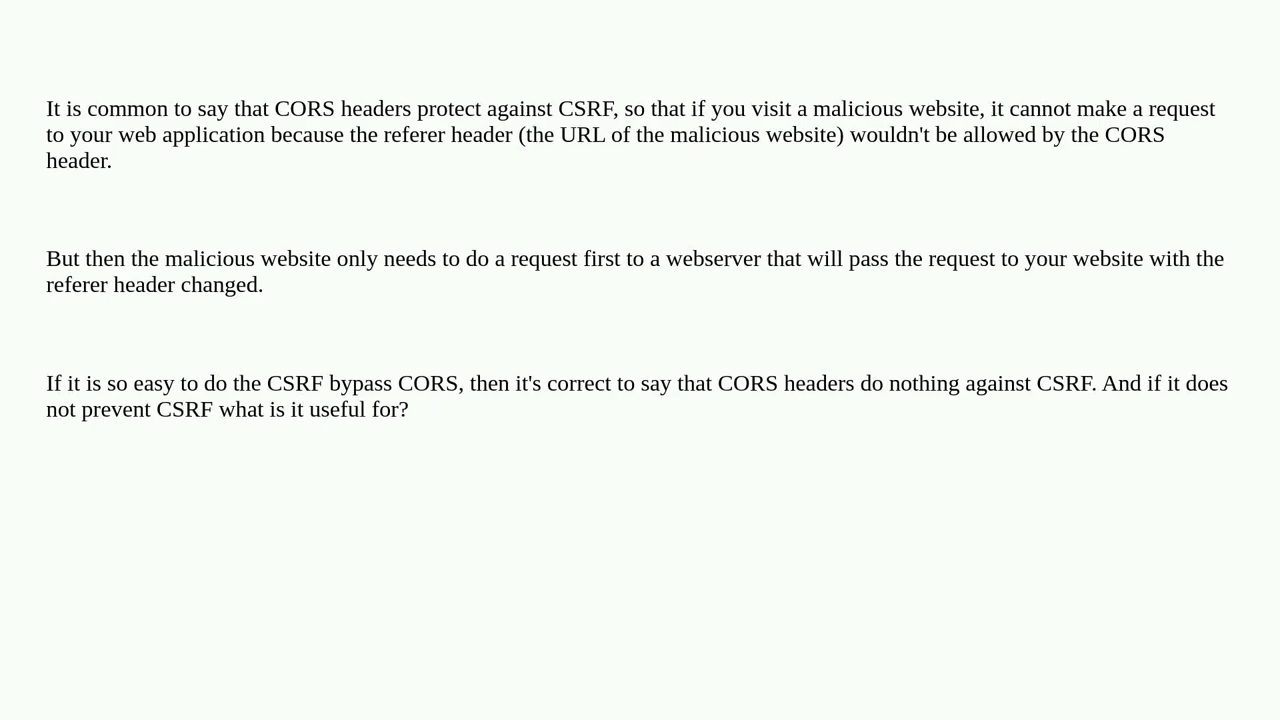 It is common to say that CORS headers protect against CSRF, so that if you visit a malicious website, it cannot make a request
to your web application because the referer header (the URL of the malicious website) wouldn't be allowed by the CORS
header.
But then the malicious website only needs to do a request first to a webserver that will pass the request to your website with the
referer header changed.
If it is so easy to do the CSRF bypass CORS, then it's correct to say that CORS headers do nothing against CSRF. And if it does
not prevent CSRF what is it useful for?